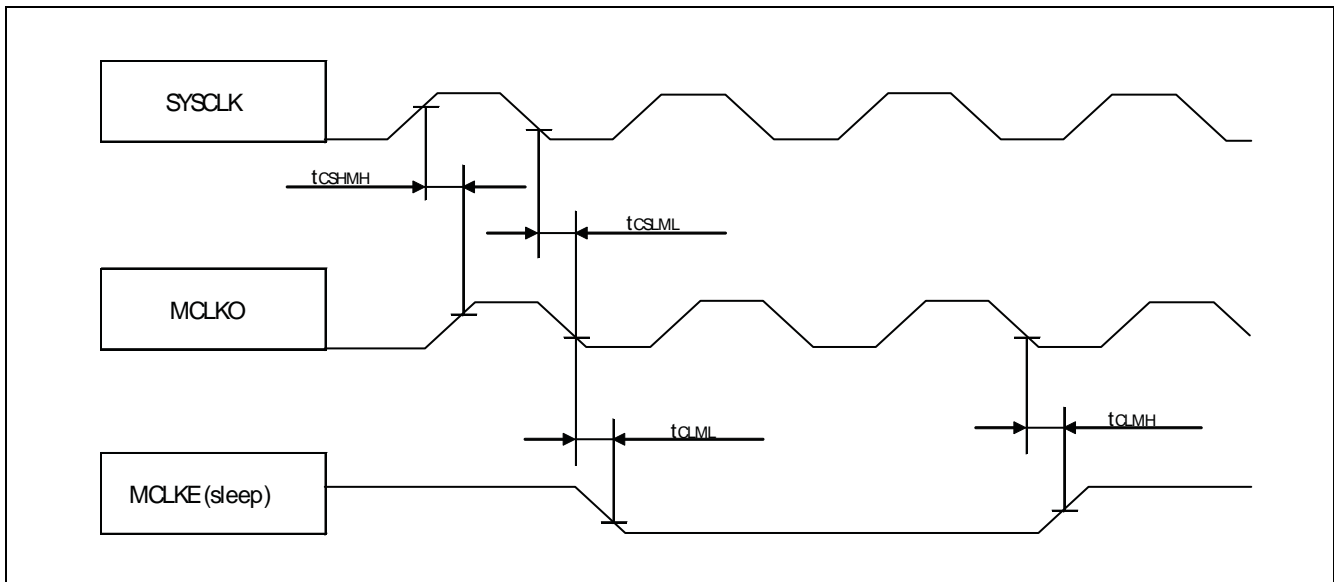 SYSCLK
tCSHMH
tCSLML
MCLKO
tCLML
tCLMH
MCLKE (sleep)